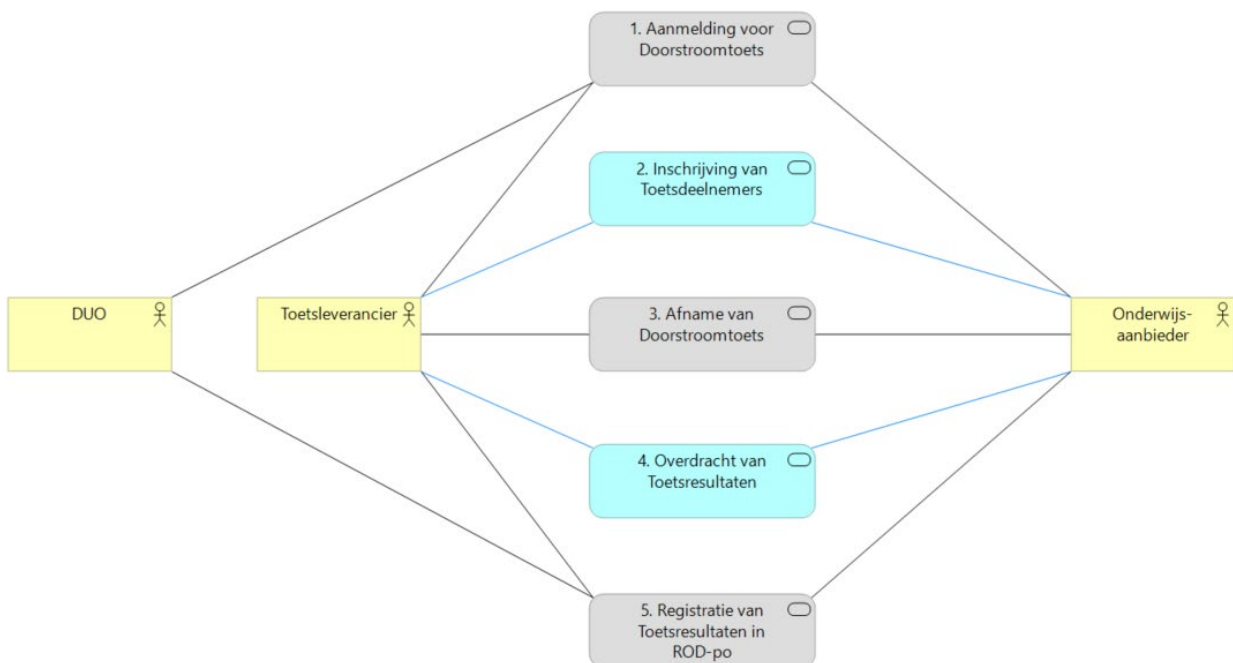 1. Aanmelding voor
Doorstroomtoets
2. Inschrijving van
Toetsdeelnemers
DUO
Toetsleverancier
3. Afname van
Doorstroomtoets
Onderwijs-
aanbieder
4. Overdracht van
Toetsresultaten
5. Registratie van
Toetsresultaten in
ROD-po